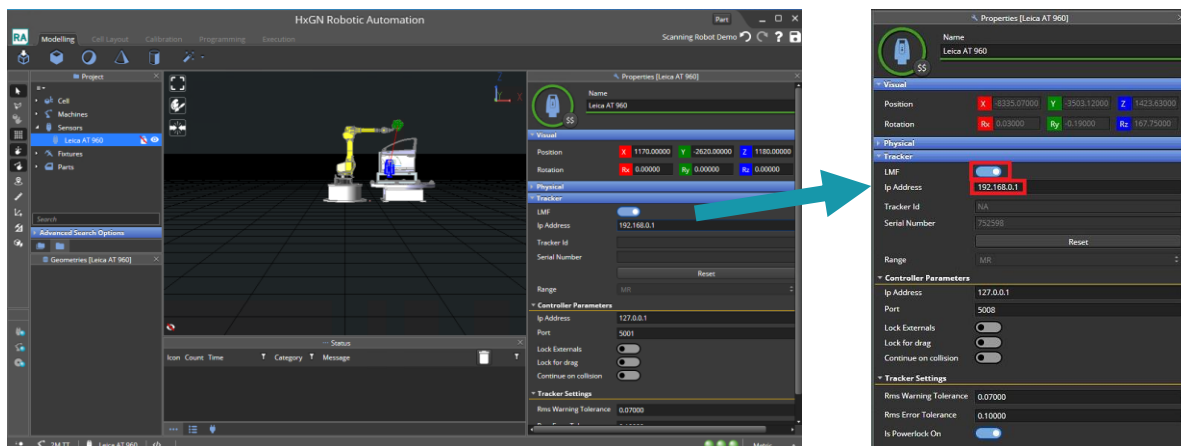 HxGN Robotic Automation
Part
RA
Modelling Cell Layout Calibration Programming Execution
Scanning Robot Demo
Project
Cell
Machines
Sensors
Leica AT 960
Fixtures
Parts
Search
Advanced Search Options
Geometries [Leica AT 960]
Z
Y X
Status
Icon Count Time Category Message
2M TT Leica AT 960
Metric
Properties [Leica AT 960]
Name
Leica AT 960
$$
Visual
Position X 1170.00000 Y -2620.00000 Z 1180.00000
Rotation Rx 0.00000 Ry 0.00000 Rz 0.00000
Physical
Tracker
LMF
Ip Address 192.168.0.1
Tracker Id
Serial Number
Reset
Range MR
Controller Parameters
Ip Address 127.0.0.1
Port 5001
Lock Externals
Lock for drag
Continue on collision
Tracker Settings
Rms Warning Tolerance 0.07000
Properties [Leica AT 960]
Name
Leica AT 960
$$
Visual
Position X -8335.07000 Y -3503.12000 Z 1423.63000
Rotation Rx 0.03000 Ry -0.19000 Rz 167.75000
Physical
Tracker
LMF
Ip Address 192.168.0.1
Tracker Id NA
Serial Number 752598
Reset
Range MR
Controller Parameters
Ip Address 127.0.0.1
Port 5008
Lock Externals
Lock for drag
Continue on collision
Tracker Settings
Rms Warning Tolerance 0.07000
Rms Error Tolerance 0.10000
Is Powerlock On